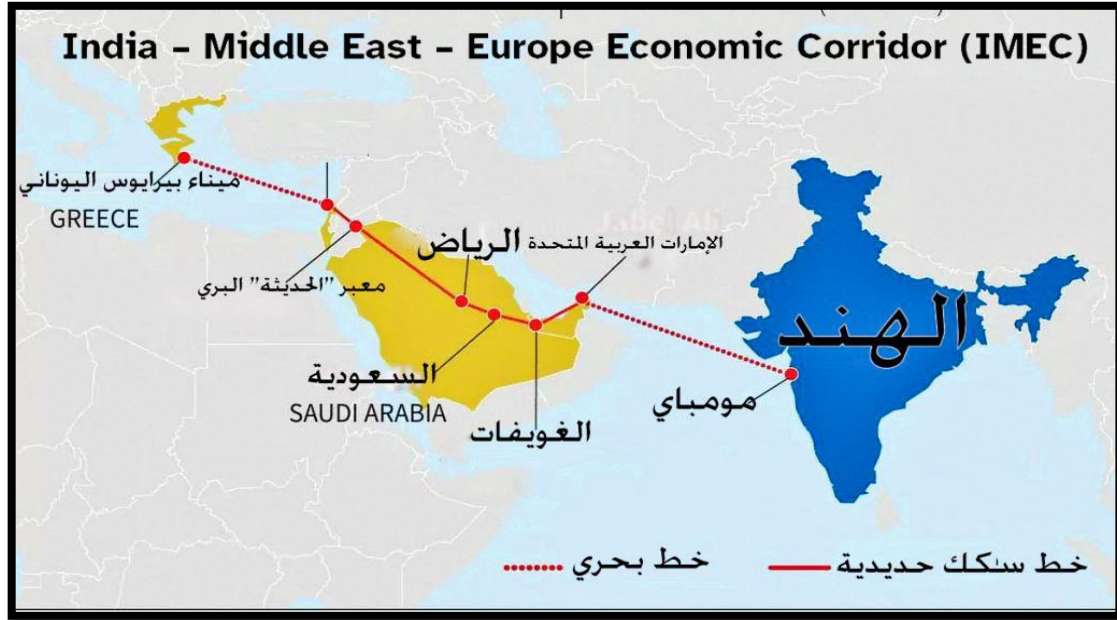 India – Middle East – Europe Economic Corridor (IMEC)
ميناء بيرايوس اليوناني
GREECE
الرياض
الإمارات العربية المتحدة
معبر "الحديثة" البري
الهند
السعودية
SAUDI ARABIA
الغويفات
مومباي
خط بحري
خط سكك حديدية